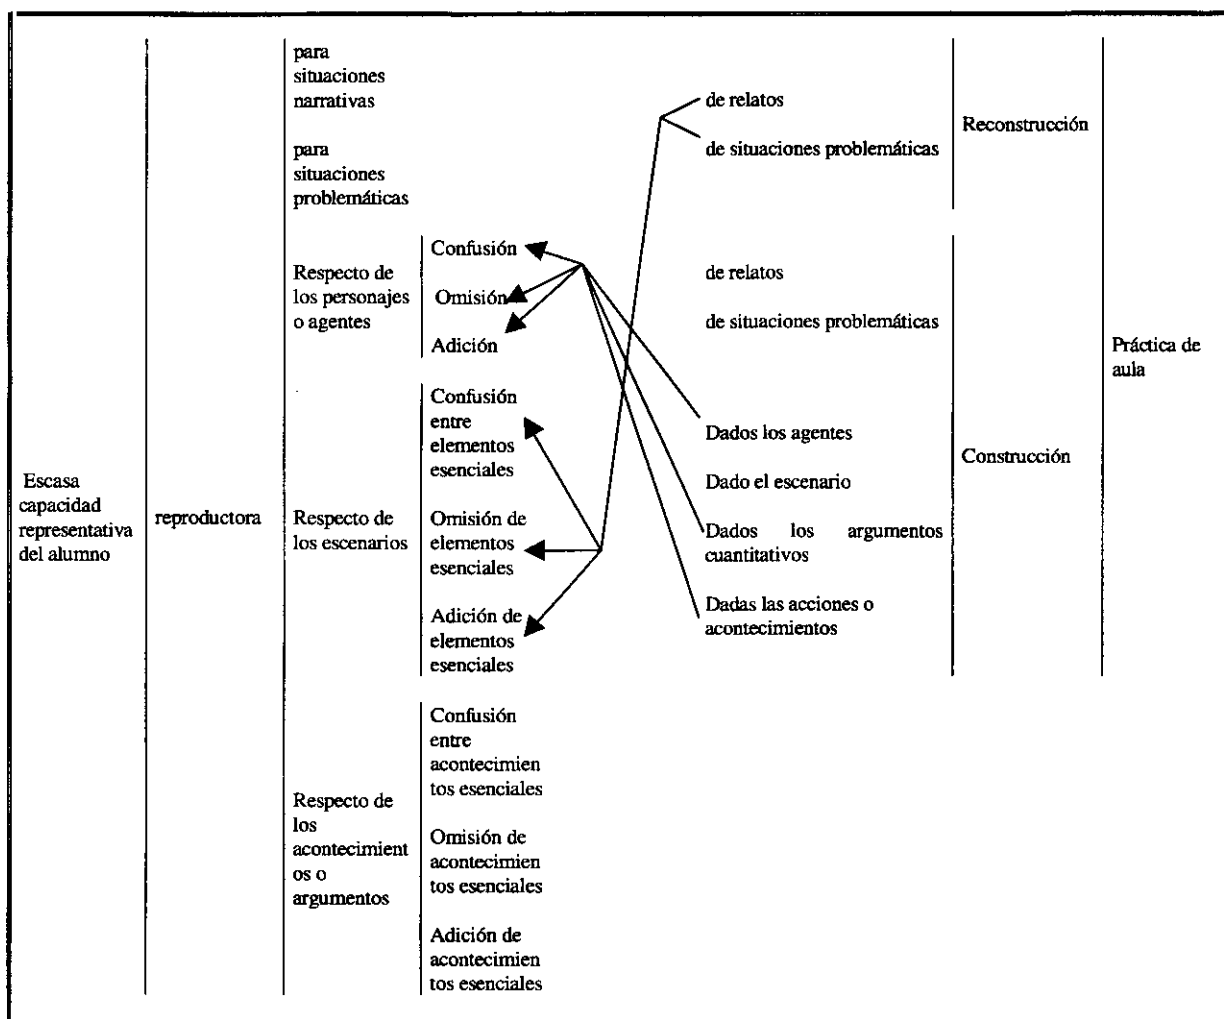 Escasa
capacidad
representativa
del alumno
reproductora
para
situaciones
narrativas
para
situaciones
problemáticas
Respecto de
los personajes
o agentes
Confusión
Omisión
Adición
Respecto de
los escenarios
Confusión
entre
elementos
esenciales
Omisión de
elementos
esenciales
Adición de
elementos
esenciales
Respecto de
los
acontecimient
os o
argumentos
Confusión
entre
acontecimien
tos esenciales
Omisión de
acontecimien
tos esenciales
Adición de
acontecimien
tos esenciales
de relatos
de situaciones problemáticas
Reconstrucción
de relatos
de situaciones problemáticas
Dados los agentes
Dado el escenario
Dados los argumentos
cuantitativos
Dadas las acciones o
acontecimientos
Construcción
Práctica de
aula